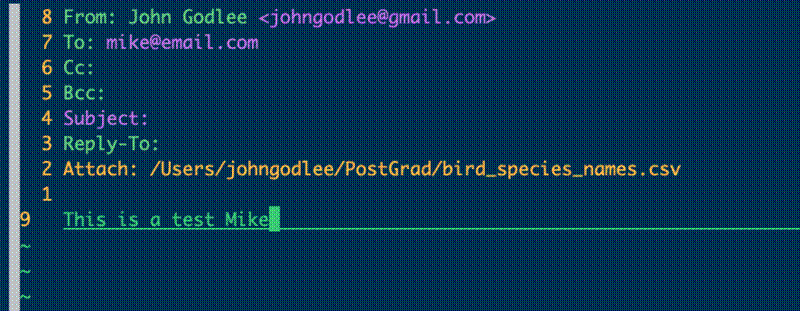 8 From: John Godlee <johngodlee@gmail.com>
7 To: mike@email.com
6 Cc:
5 Bcc:
4 Subject:
3 Reply-To:
2 Attach: /Users/johngodlee/PostGrad/bird_species_names.csv
1
9 This is a test Mike
~
~
~